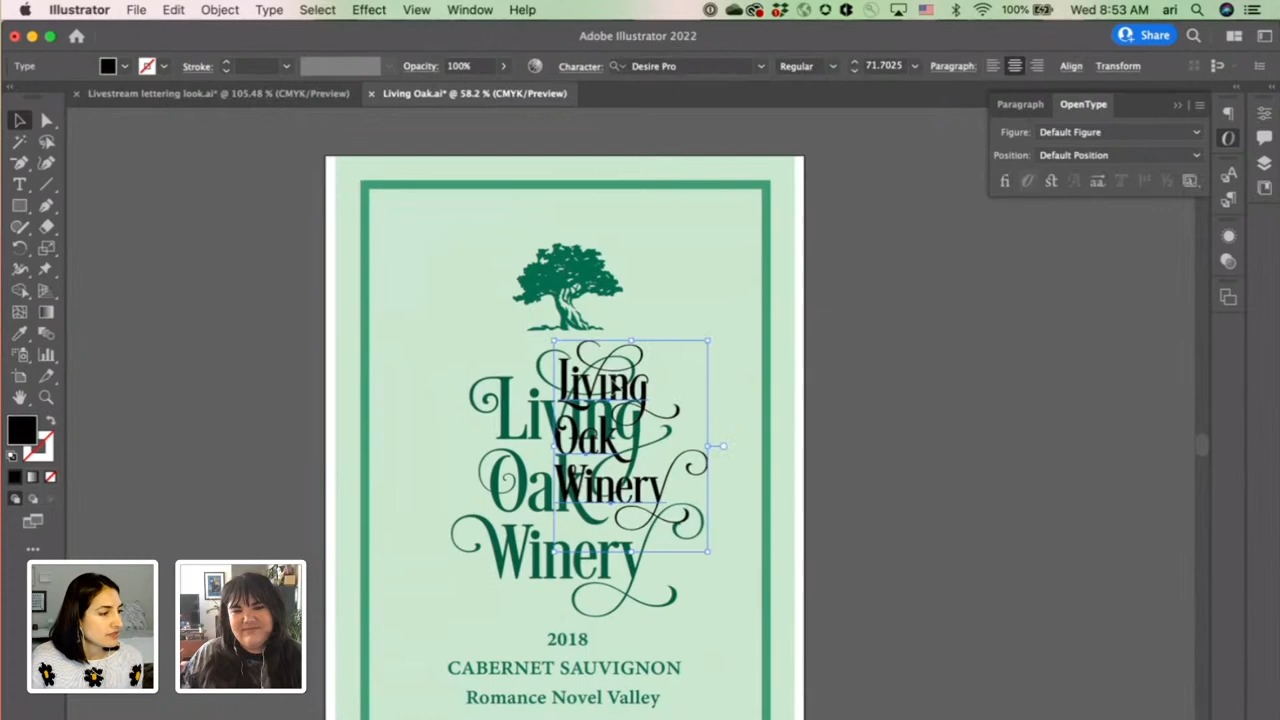 Illustrator File Edit Object Type Select Effect View Window Help
100%
Wed 8:53 AM ari
Adobe Illustrator 2022
Share
Type
Stroke:
Opacity: 100%
Character:
Desire Pro
Regular
71.7025
Paragraph:
Align
Transform
× Livestream lettering look.ai* @ 105.48 % (CMYK/Preview)
× Living Oak.ai* @ 58.2 % (CMYK/Preview)
Paragraph
OpenType
Figure: Default Figure
Position: Default Position
Living
Oak
Winery
Living
Oak
Winery
2018
CABERNET SAUVIGNON
Romance Novel Valley